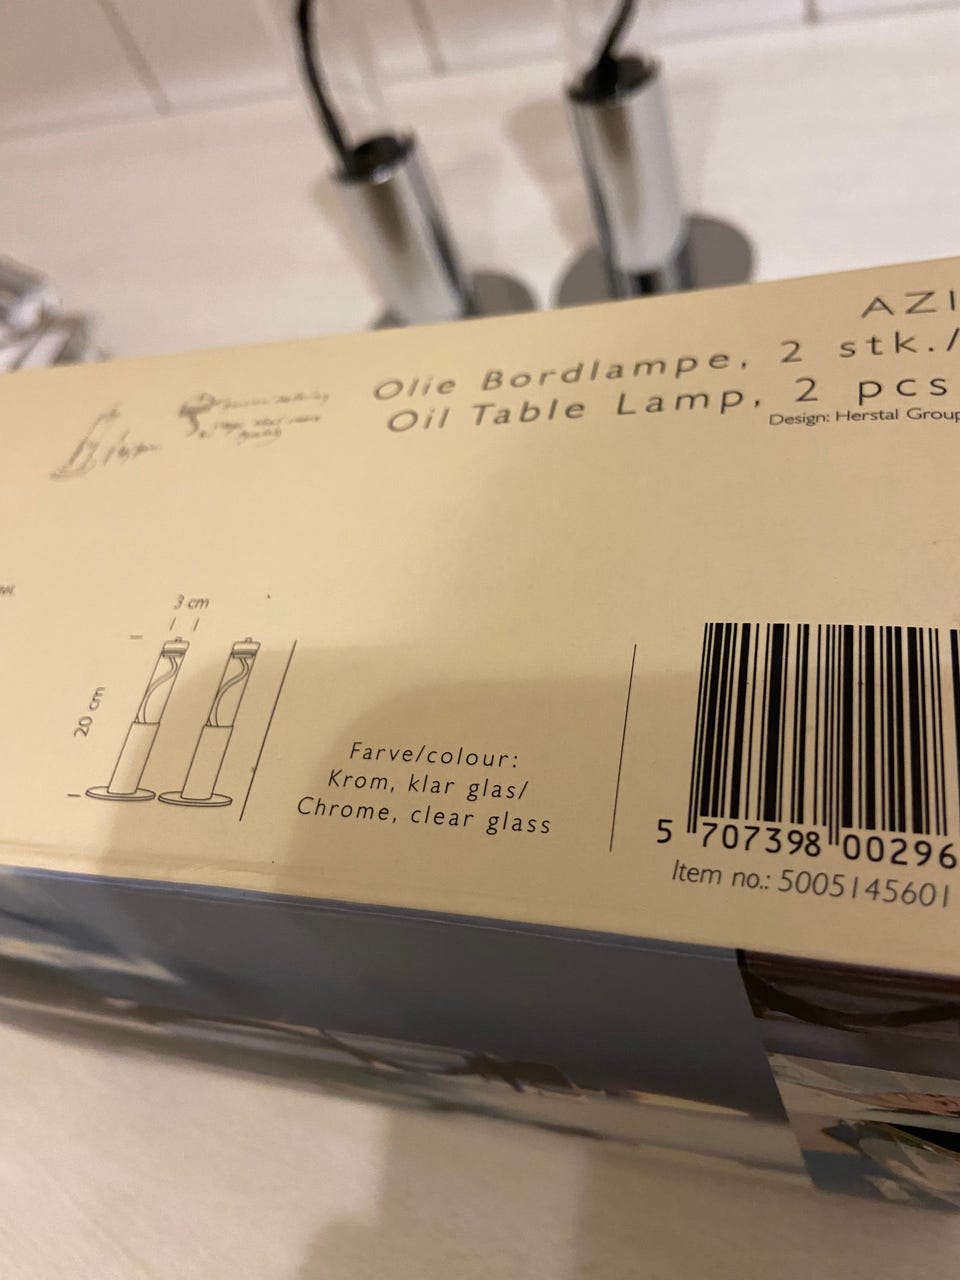 AZI
Olie Bordlampe, 2 stk./
Oil Table Lamp, 2 pcs
Design: Herstal Group
3 cm
20 cm
Farve/colour:
Krom, klar glas/
Chrome, clear glass
5 707398 00296
Item no.: 5005145601